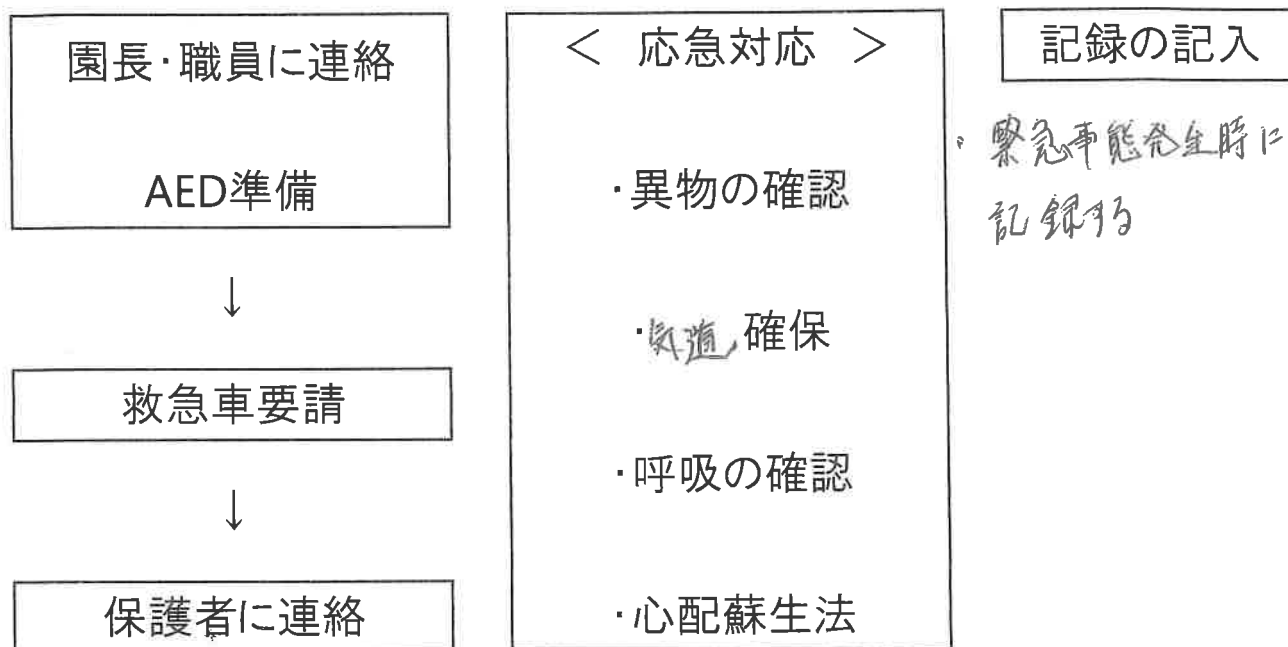 園長・職員に連絡
AED準備
↓
救急車要請
↓
保護者に連絡
＜ 応急対応 ＞
・異物の確認
・気道 確保
・呼吸の確認
・心配蘇生法
記録の記入
・緊急事態発生時に
記録する